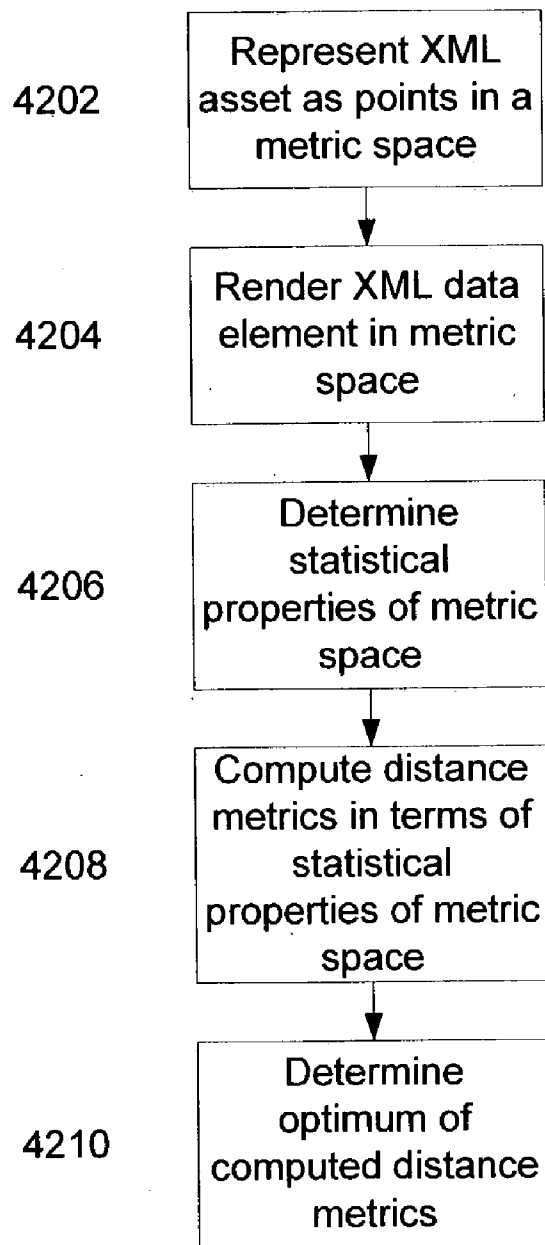 4202
Represent XML
asset as points in a
metric space
4204
Render XML data
element in metric
space
4206
Determine
statistical
properties of metric
space
4208
Compute distance
metrics in terms of
statistical
properties of metric
space
4210
Determine
optimum of
computed distance
metrics